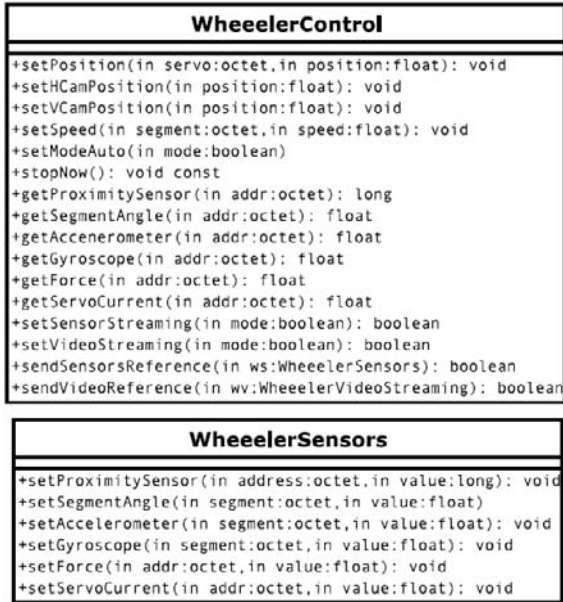 WheeelerControl
+setPosition(in servo:octet,in position:float): void
+setHCamPosition(in position:float): void
+setVCamPosition(in position:float): void
+setSpeed(in segment:octet,in speed:float): void
+setModeAuto(in mode:boolean)
+stopNow(): void const
+getProximitySensor(in addr:octet): long
+getSegmentAngle(in addr:octet): float
+getAccenerometer(in addr:octet): float
+getGyroscope(in addr:octet): float
+getForce(in addr:octet): float
+getServoCurrent(in addr:octet): float
+setSensorStreaming(in mode:boolean): boolean
+setVideoStreaming(in mode:boolean): boolean
+sendSensorsReference(in ws:WheeelerSensors): boolean
+sendVideoReference(in wv:WheeelerVideoStreaming): boolean
WheeelerSensors
+setProximitySensor(in address:octet,in value:long): void
+setSegmentAngle(in segment:octet,in value:float)
+setAccelerometer(in segment:octet,in value:float): void
+setGyroscope(in segment:octet,in value:float): void
+setForce(in addr:octet,in value:float): void
+setServoCurrent(in addr:octet,in value:float): void